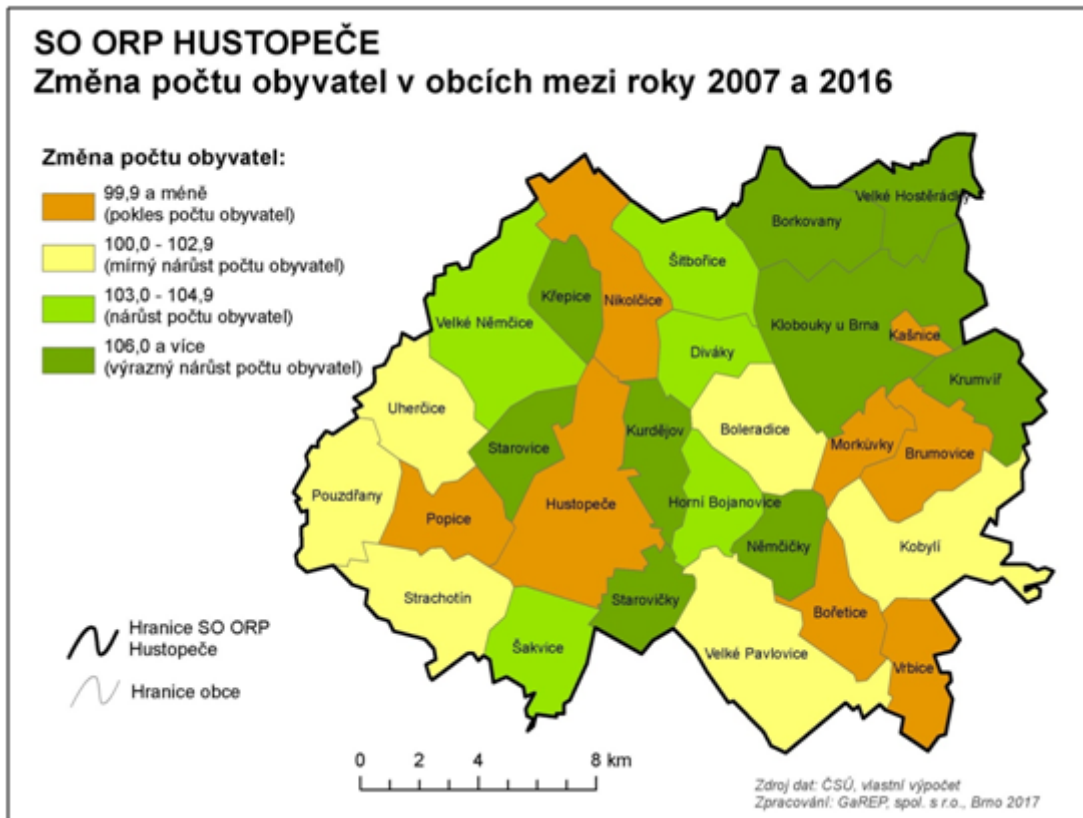 SO ORP HUSTOPEČE
Změna počtu obyvatel v obcích mezi roky 2007 a 2016
Změna počtu obyvatel:
99,9 a méně
(pokles počtu obyvatel)
100,0 - 102,9
(mírný nárůst počtu obyvatel)
103,0 - 104,9
(nárůst počtu obyvatel)
106,0 a více
(výrazný nárůst počtu obyvatel)
Velké Hostěrádky
Borkovany
Šitbořice
Křepice
Nikolčice
Velké Němčice
Klobouky u Brna
Kašnice
Diváky
Krumvíř
Uherčice
Kurdějov
Boleradice
Starovice
Morkůvky
Brumovice
Pouzdřany
Hustopeče
Horní Bojanovice
Popice
Němčičky
Kobylí
Strachotín
Starovičky
Bořetice
Šakvice
Velké Pavlovice
Vrbice
Hranice SO ORP
Hustopeče
Hranice obce
0 2 4 8 km
Zdroj dat: ČSÚ, vlastní výpočet
Zpracování: GaREP, spol. s r.o., Brno 2017